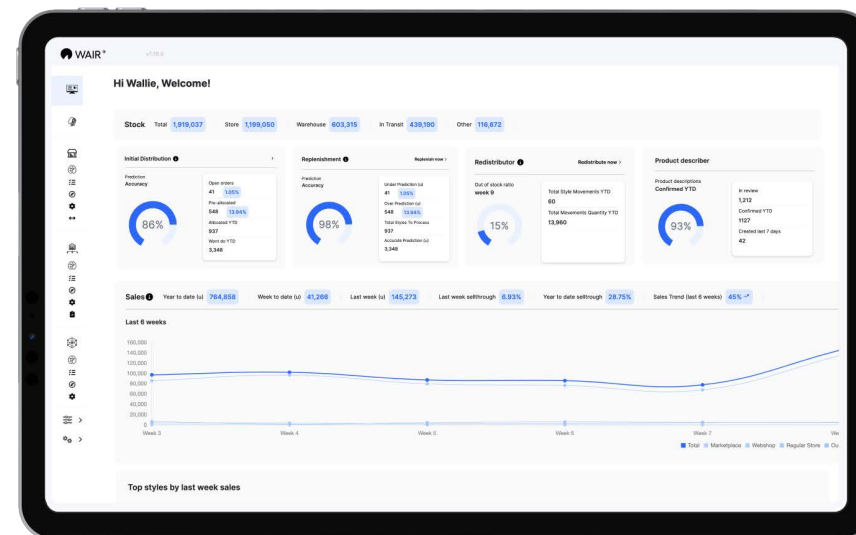 WAIR®
v1.18.0
Hi Wallie, Welcome!
Stock Total 1,919,037 Store 1,199,050 Warehouse 603,315 In Transit 439,190 Other 116,672
Initial Distribution
Prediction
Accuracy
86%
Open orders
41 1.05%
Pre-allocated
548 13.94%
Allocated YTD
937
Went do YTD
3,348
Replenishment Replenish now >
Prediction
Accuracy
98%
Under Prediction (u)
41 1.05%
Over Prediction (u)
548 13.94%
Total Styles To Process
937
Accurate Prediction (u)
3,348
Redistributor Redistribute now >
Out of stock ratio
week 9
15%
Total Style Movements YTD
60
Total Movements Quantity YTD
13,960
Product describer
Product descriptions
Confirmed YTD
93%
In review
1,212
Confirmed YTD
1127
Created last 7 days
42
Sales Year to date (u) 764,858 Week to date (u) 41,266 Last week (u) 145,273 Last week sellthrough 6.93% Year to date selltrough 28.75% Sales Trend (last 6 weeks) 45%
Last 6 weeks
160,000
140,000
120,000
100,000
80,000
60,000
40,000
20,000
0
Week 3 Week 4 Week 5 Week 6 Week 7 We
Total Marketplace Webshop Regular Store Ou
Top styles by last week sales